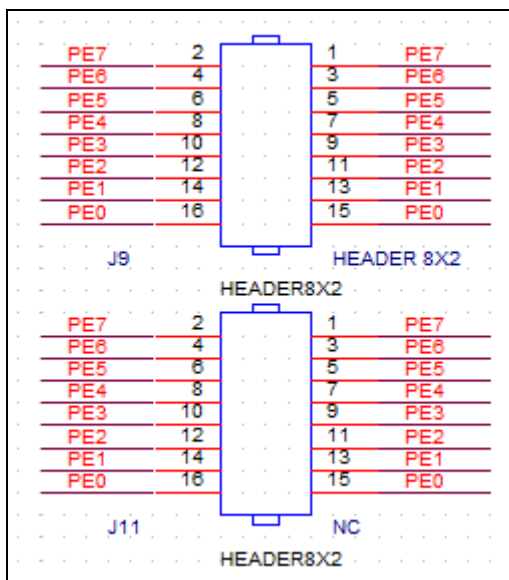 PE7 2 1 PE7
PE6 4 3 PE6
PE5 6 5 PE5
PE4 8 7 PE4
PE3 10 9 PE3
PE2 12 11 PE2
PE1 14 13 PE1
PE0 16 15 PE0
J9 HEADER 8X2
HEADER8X2
PE7 2 1 PE7
PE6 4 3 PE6
PE5 6 5 PE5
PE4 8 7 PE4
PE3 10 9 PE3
PE2 12 11 PE2
PE1 14 13 PE1
PE0 16 15 PE0
J11 NC
HEADER8X2